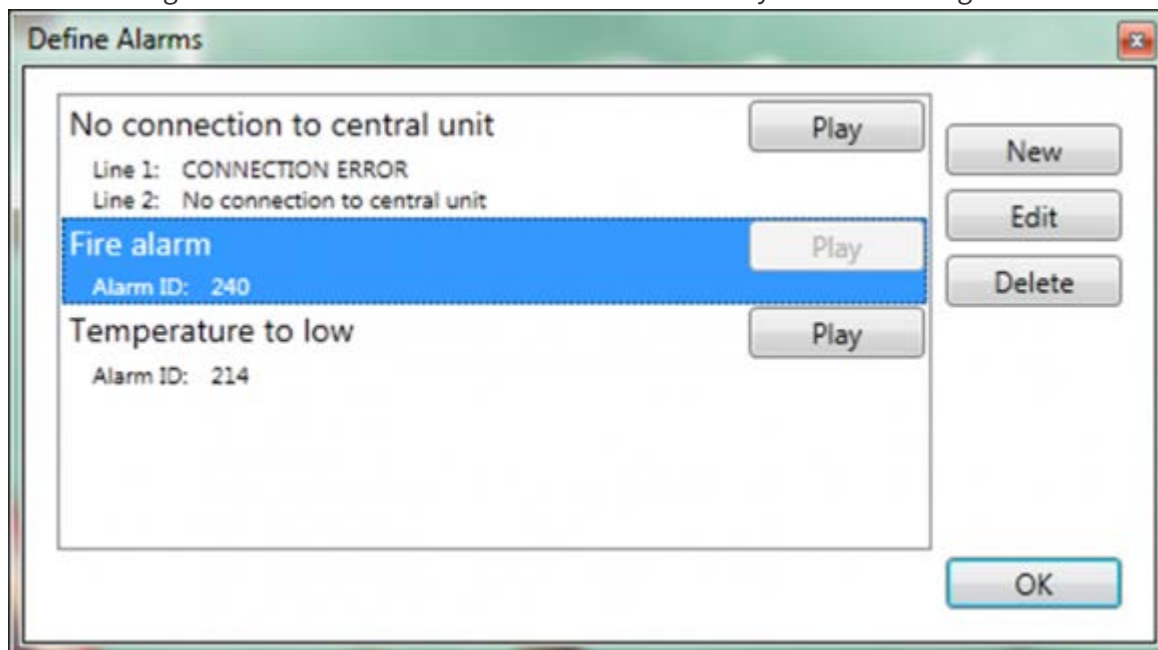 Define Alarms
No connection to central unit
Play
Line 1: CONNECTION ERROR
Line 2: No connection to central unit
Fire alarm
Play
Alarm ID: 240
Temperature to low
Play
Alarm ID: 214
New
Edit
Delete
OK